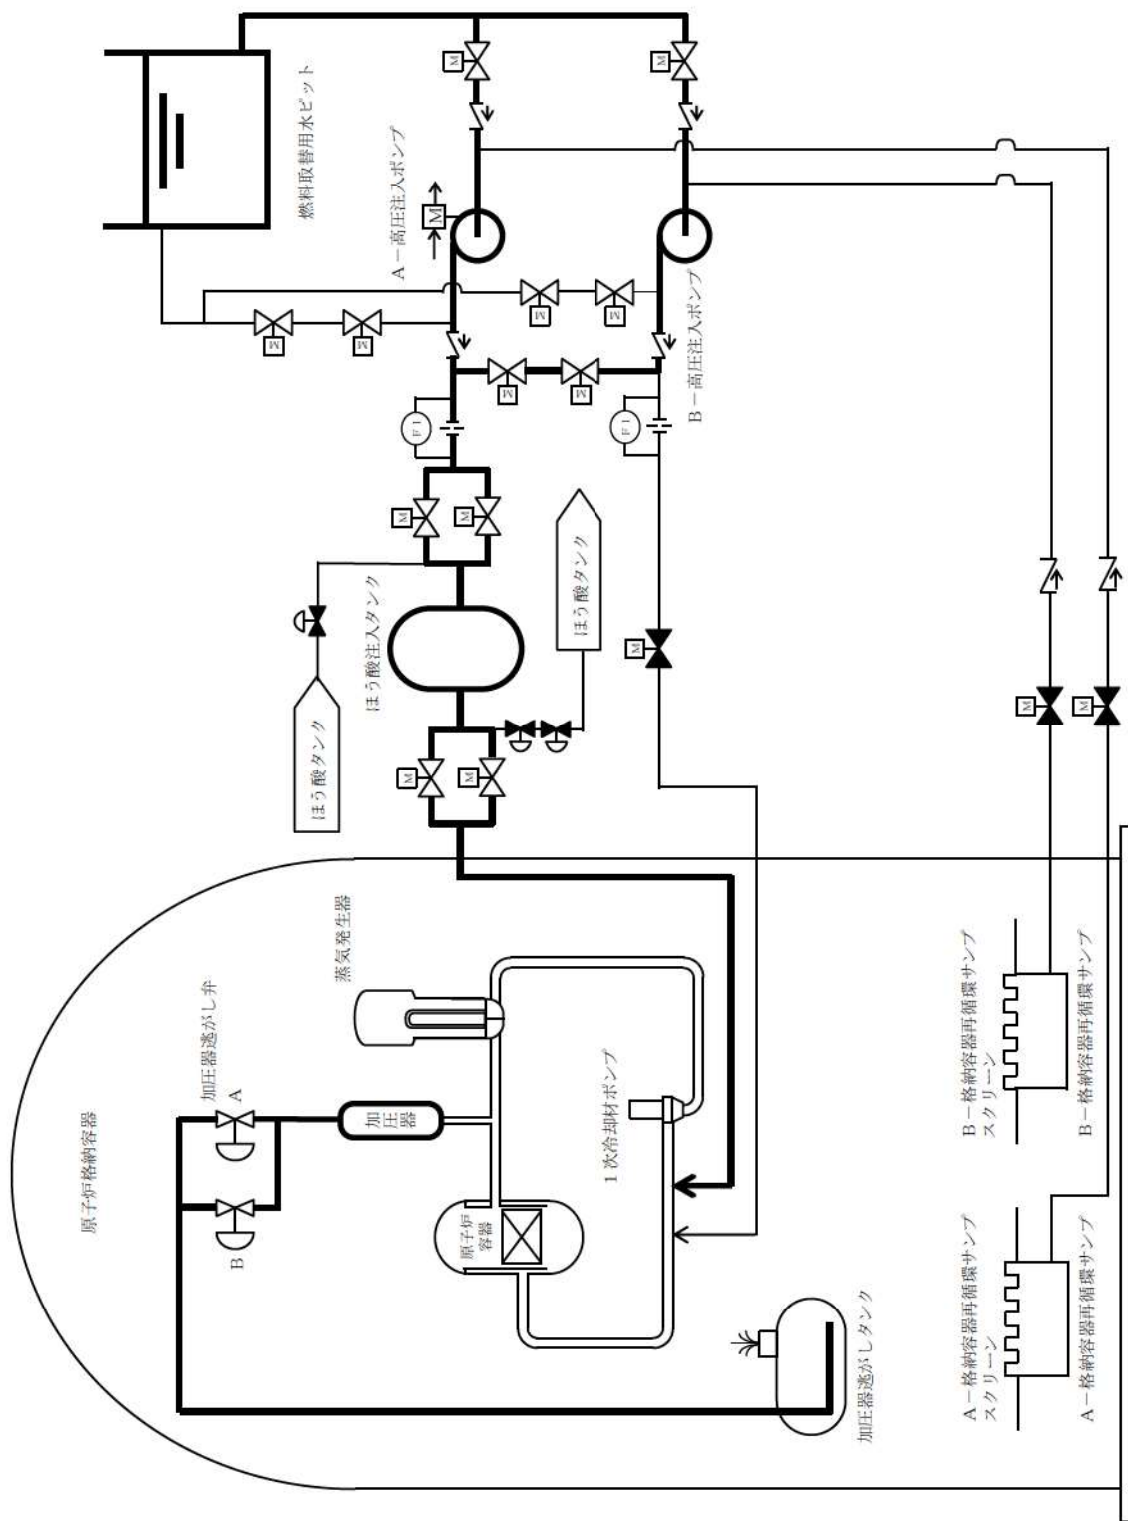 燃料取替用水ピット
M
M
A－高圧注入ポンプ
M
M
M
M
M
B－高圧注入ポンプ
M
M
FI
FI
M
M
ほう酸タンク
ほう酸注入タンク
ほう酸タンク
M
M
M
M
M
原子炉格納容器
加圧器逃がし弁
A
B
蒸気発生器
加圧器
原子炉
容器
1次冷却材ポンプ
加圧器逃がしタンク
B－格納容器再循環サンプ
スクリーン
B－格納容器再循環サンプ
A－格納容器再循環サンプ
スクリーン
A－格納容器再循環サンプ